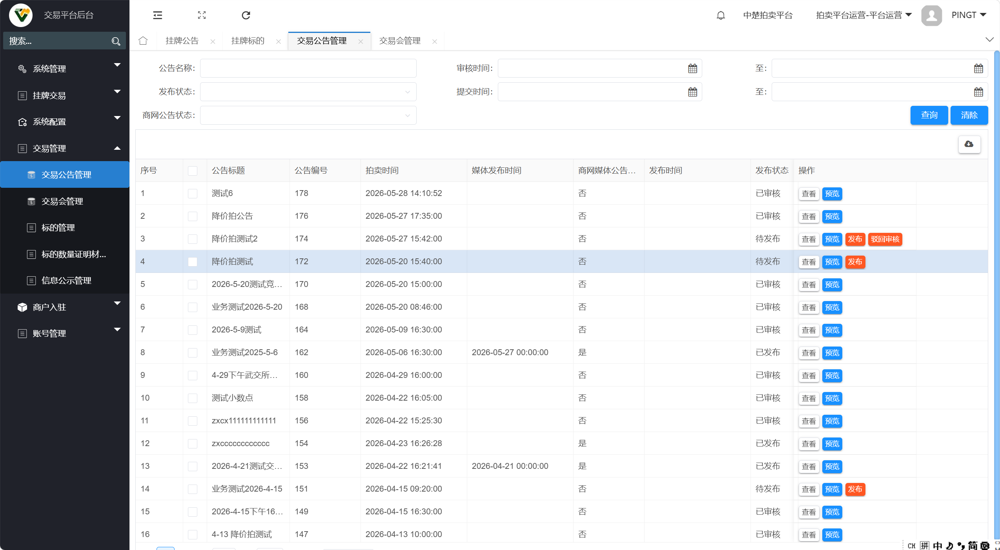 交易平台后台
中楚拍卖平台
拍卖平台运营-平台运营
PINGT
搜索...
挂牌公告
挂牌标的
交易公告管理
交易会管理
系统管理
挂牌交易
系统配置
交易管理
交易公告管理
交易会管理
标的管理
标的数量证明材...
信息公示管理
商户入驻
账号管理
公告名称:
审核时间:
至:
发布状态:
提交时间:
至:
商网公告状态:
查询
清除
序号 公告标题 公告编号 拍卖时间 媒体发布时间 商网媒体公告... 发布时间 发布状态 操作
1 测试6 178 2026-05-28 14:10:52 否 已审核 查看 预览
2 降价拍公告 176 2026-05-27 17:35:00 否 已审核 查看 预览
3 降价拍测试2 174 2026-05-27 15:42:00 否 待发布 查看 预览 发布 驳回审核
4 降价拍测试 172 2026-05-20 15:40:00 否 待发布 查看 预览 发布
5 2026-5-20测试竞... 170 2026-05-20 15:00:00 否 已审核 查看 预览
6 业务测试2026-5-20 168 2026-05-20 08:46:00 否 已审核 查看 预览
7 2026-5-9测试 164 2026-05-09 16:30:00 否 已审核 查看 预览
8 业务测试2025-5-6 162 2026-05-06 16:30:00 2026-05-27 00:00:00 是 已发布 查看 预览
9 4-29下午武交所... 160 2026-04-29 16:00:00 否 已审核 查看 预览
10 测试小数点 158 2026-04-22 16:05:00 否 已审核 查看 预览
11 zxcx111111111111 156 2026-04-22 15:25:30 否 已审核 查看 预览
12 zxcccccccccccc 154 2026-04-23 16:26:28 是 已发布 查看 预览
13 2026-4-21测试交... 153 2026-04-22 16:21:41 2026-04-21 00:00:00 是 已发布 查看 预览
14 业务测试2026-4-15 151 2026-04-15 09:20:00 否 待发布 查看 预览 发布
15 2026-4-15下午16... 149 2026-04-15 16:30:00 否 已审核 查看 预览
16 4-13 降价拍测试 147 2026-04-13 10:00:00 否 已审核 查看 预览
CH 拼 中 简